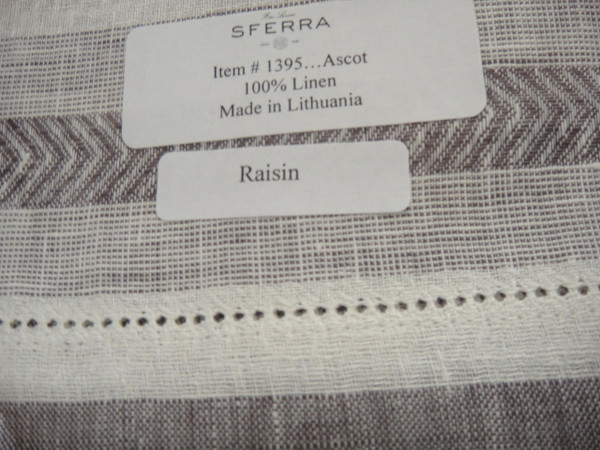 SFERRA
Item # 1395...Ascot
100% Linen
Made in Lithuania
Raisin